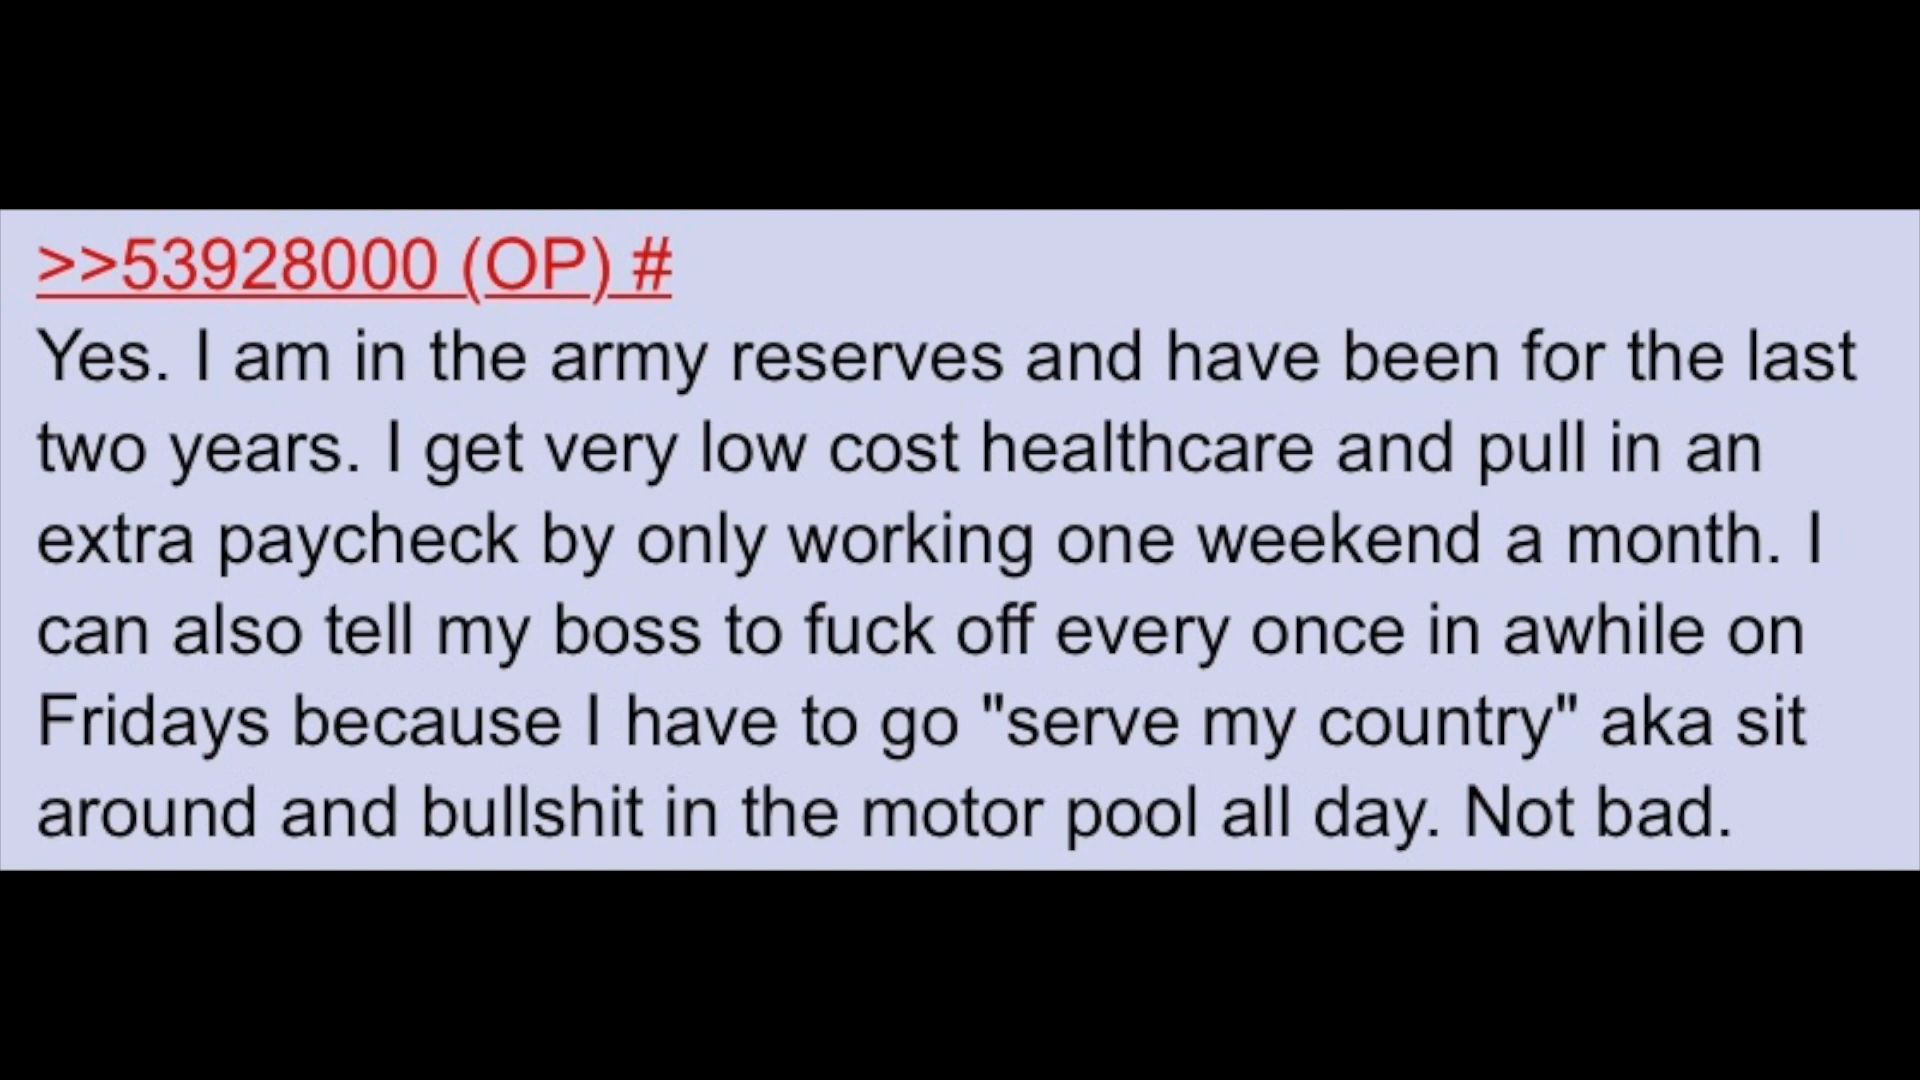 >>53928000 (OP) #
Yes. I am in the army reserves and have been for the last
two years. I get very low cost healthcare and pull in an
extra paycheck by only working one weekend a month. I
can also tell my boss to fuck off every once in awhile on
Fridays because I have to go "serve my country" aka sit
around and bullshit in the motor pool all day. Not bad.